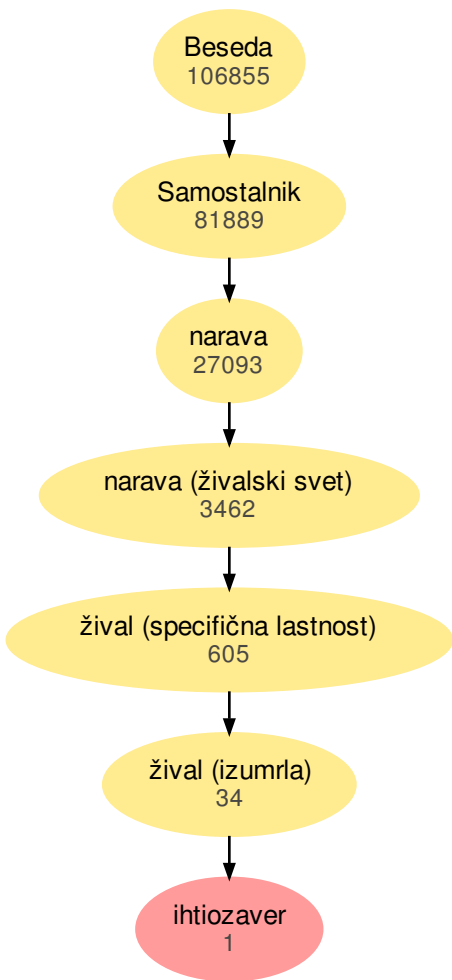 Beseda
106855
Samostalnik
81889
narava
27093
narava (živalski svet)
3462
žival (specifična lastnost)
605
žival (izumrla)
34
ihtiozaver
1